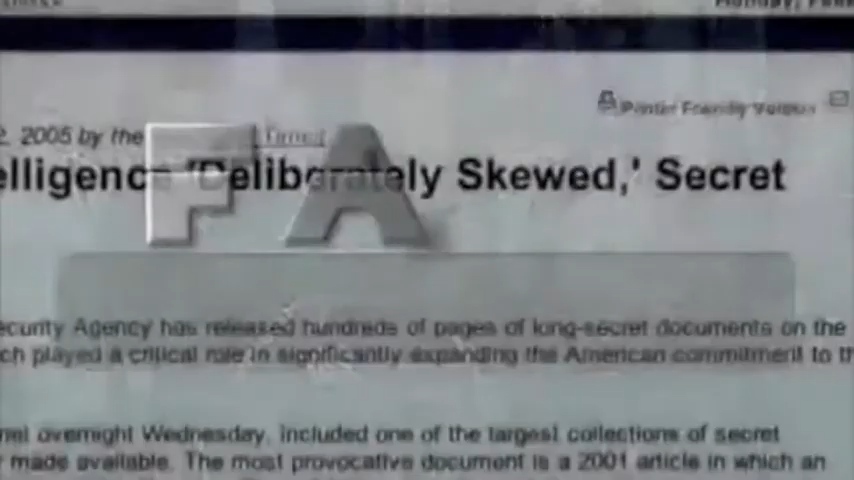 Printer Friendly Version
2, 2005 by the Times
elligence 'Deliberately Skewed,' Secret
FA
ecurity Agency has released hundreds of pages of long-secret documents on the
ch played a critical role in significantly expanding the American commitment to th
net overnight Wednesday, included one of the largest collections of secret
made available. The most provocative document is a 2001 article in which an